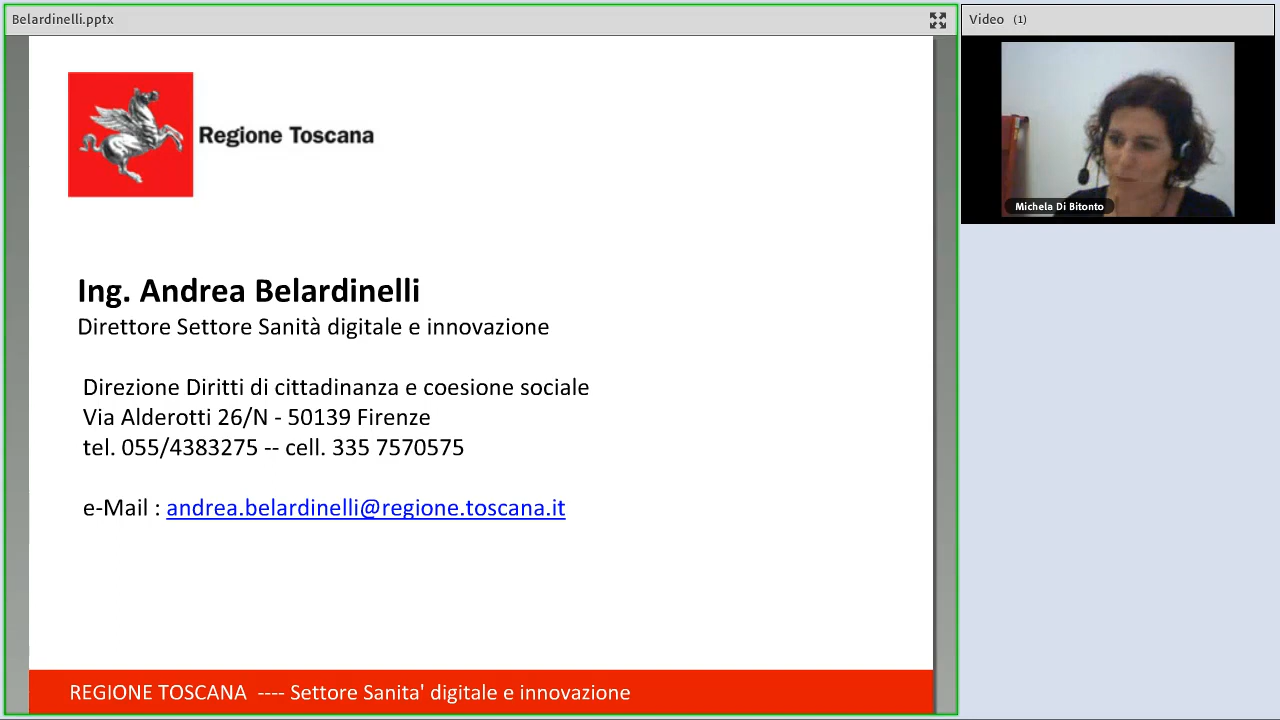 Belardinelli.pptx
Video (1)
Regione Toscana
Michela Di Bitonto
Ing. Andrea Belardinelli
Direttore Settore Sanità digitale e innovazione
Direzione Diritti di cittadinanza e coesione sociale
Via Alderotti 26/N - 50139 Firenze
tel. 055/4383275 -- cell. 335 7570575
e-Mail : andrea.belardinelli@regione.toscana.it
REGIONE TOSCANA ---- Settore Sanita' digitale e innovazione